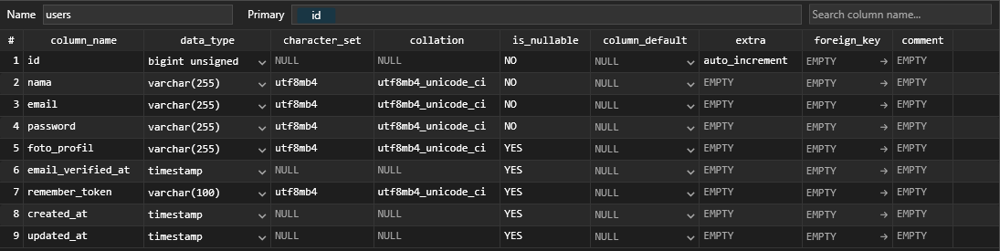 Name users Primary id Search column name...
# column_name data_type character_set collation is_nullable column_default extra foreign_key comment
1 id bigint unsigned NULL NULL NO NULL auto_increment EMPTY → EMPTY
2 nama varchar(255) utf8mb4 utf8mb4_unicode_ci NO NULL EMPTY EMPTY → EMPTY
3 email varchar(255) utf8mb4 utf8mb4_unicode_ci NO NULL EMPTY EMPTY → EMPTY
4 password varchar(255) utf8mb4 utf8mb4_unicode_ci NO NULL EMPTY EMPTY → EMPTY
5 foto_profil varchar(255) utf8mb4 utf8mb4_unicode_ci YES NULL EMPTY EMPTY → EMPTY
6 email_verified_at timestamp NULL NULL YES NULL EMPTY EMPTY → EMPTY
7 remember_token varchar(100) utf8mb4 utf8mb4_unicode_ci YES NULL EMPTY EMPTY → EMPTY
8 created_at timestamp NULL NULL YES NULL EMPTY EMPTY → EMPTY
9 updated_at timestamp NULL NULL YES NULL EMPTY EMPTY → EMPTY